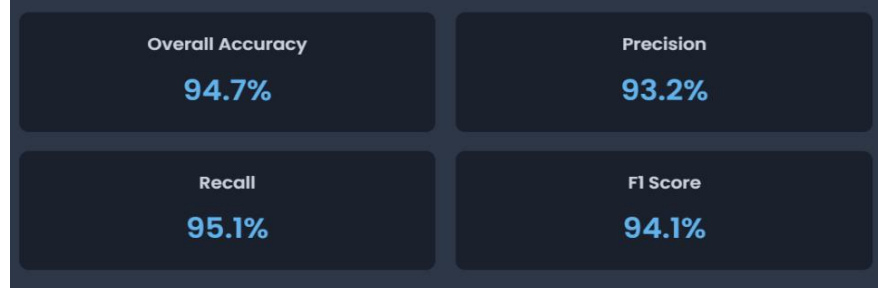 Overall Accuracy
94.7%
Precision
93.2%
Recall
95.1%
F1 Score
94.1%